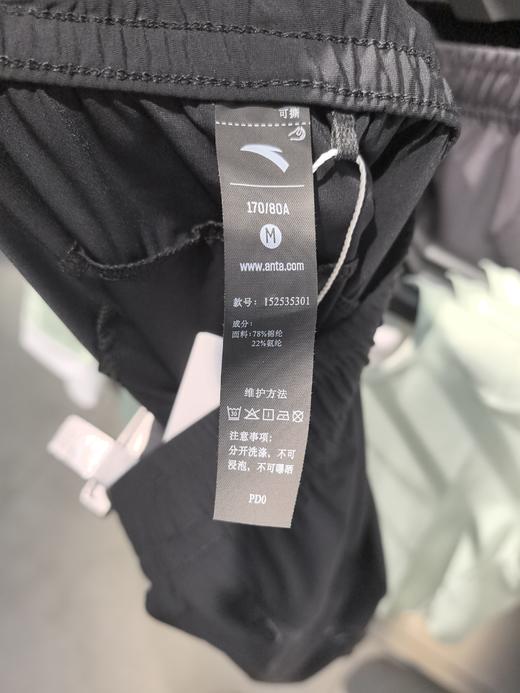 可撕
170/80A
M
www.anta.com
款号: 152535301
成分:
面料: 78%锦纶
22%氨纶
维护方法
注意事项:
分开洗涤, 不可
浸泡, 不可曝晒
PD0